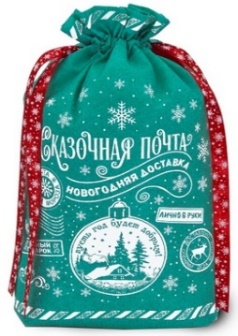 Сказочная почта
новогодняя доставка
лично в руки
Пусть год будет добрым!